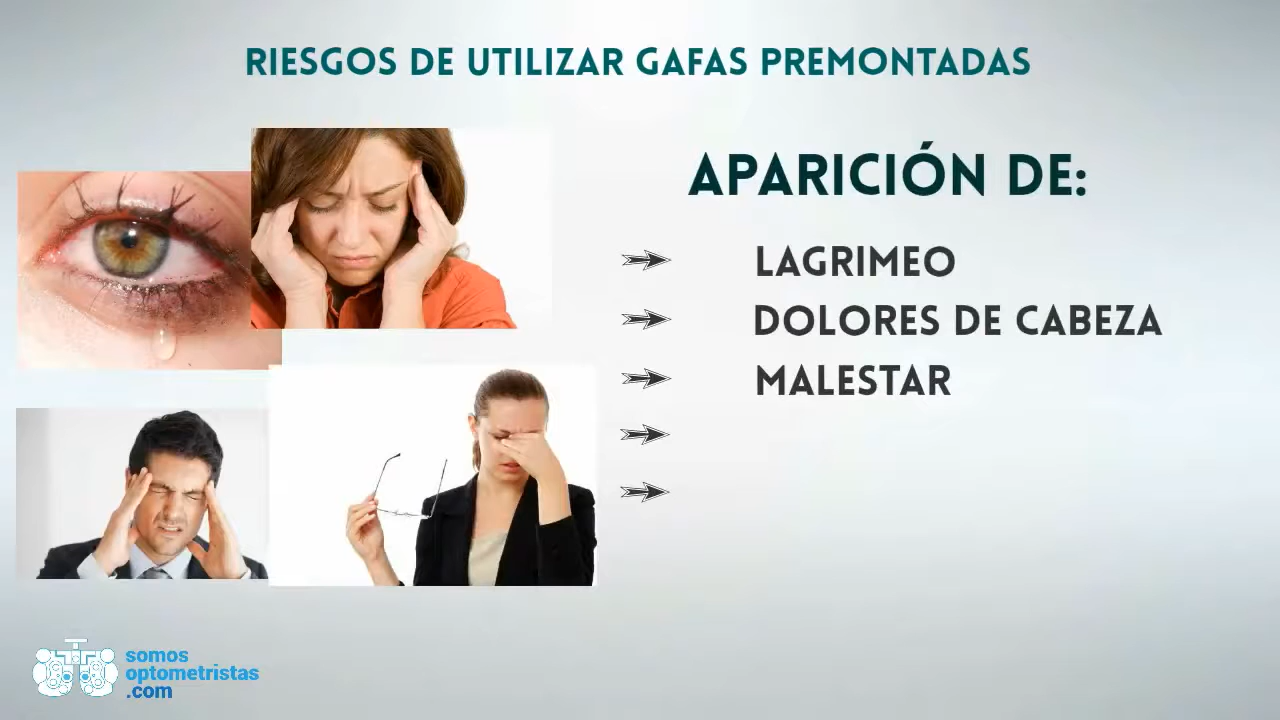 RIESGOS DE UTILIZAR GAFAS PREMONTADAS
APARICIÓN DE:
LAGRIMEO
DOLORES DE CABEZA
MALESTAR
somos
optometristas
.com